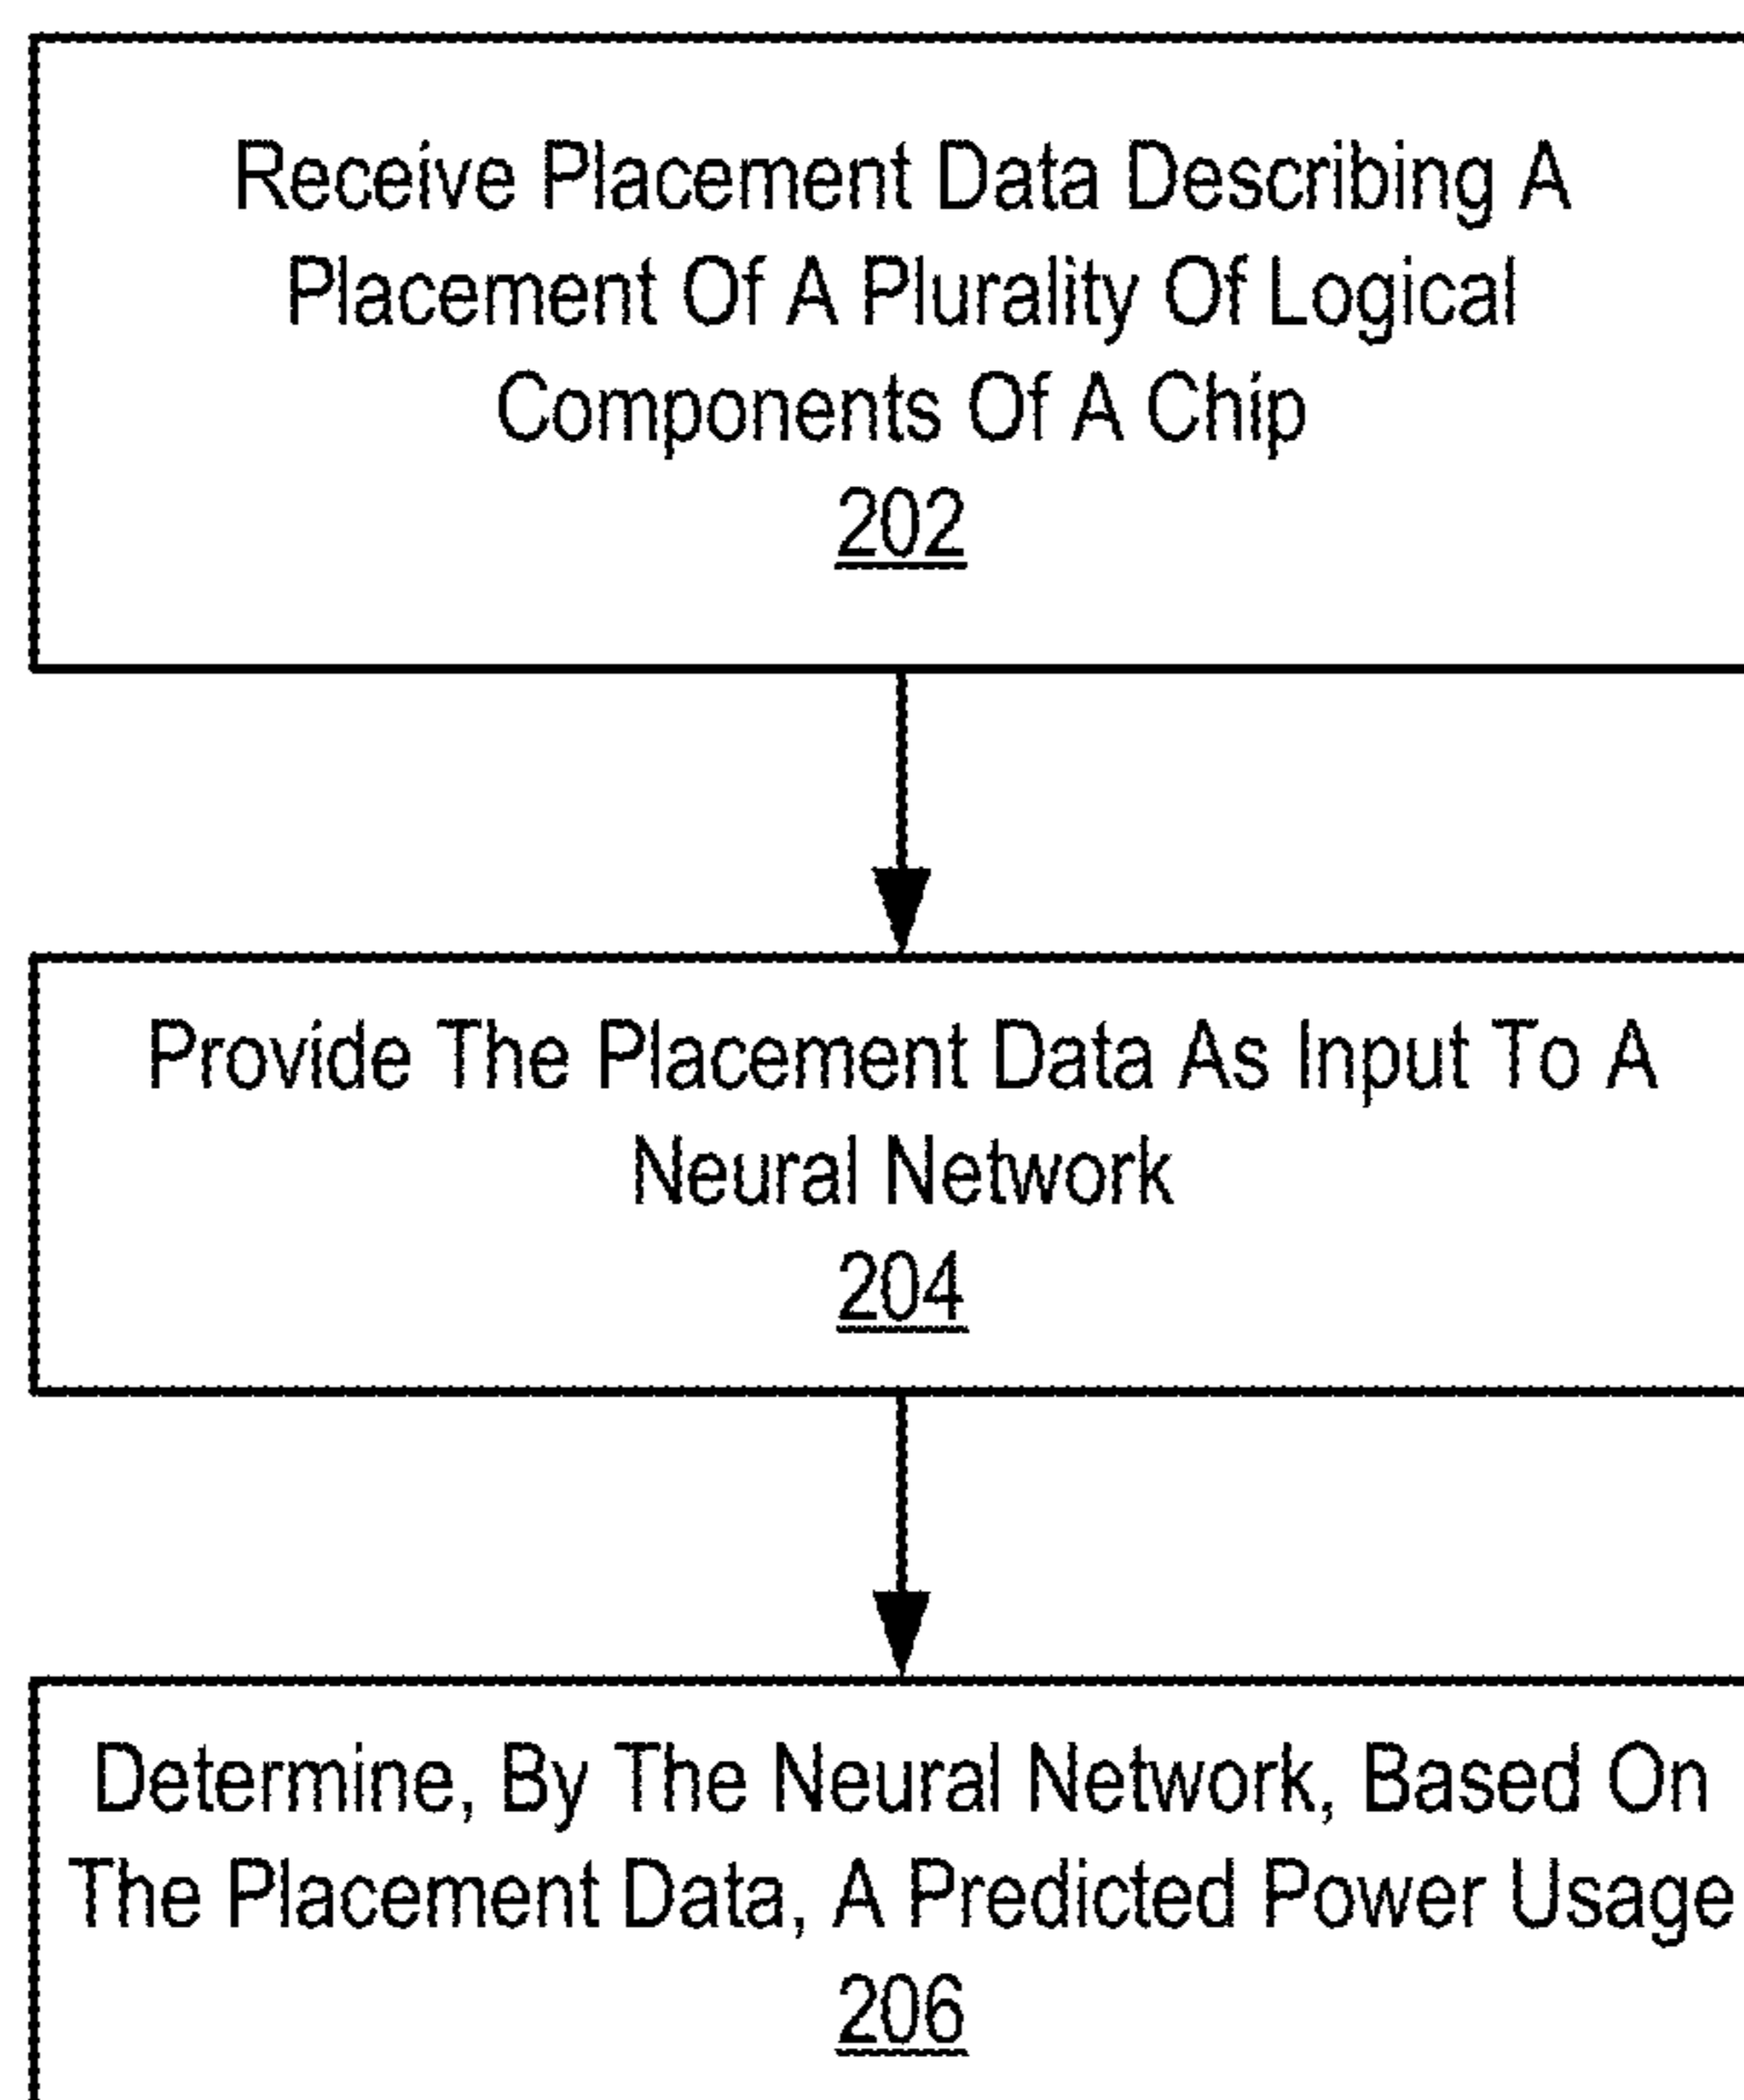 Receive Placement Data Describing A
Placement Of A Plurality Of Logical
Components Of A Chip
202
Provide The Placement Data As Input To A
Neural Network
204
Determine, By The Neural Network, Based On
The Placement Data, A Predicted Power Usage
206